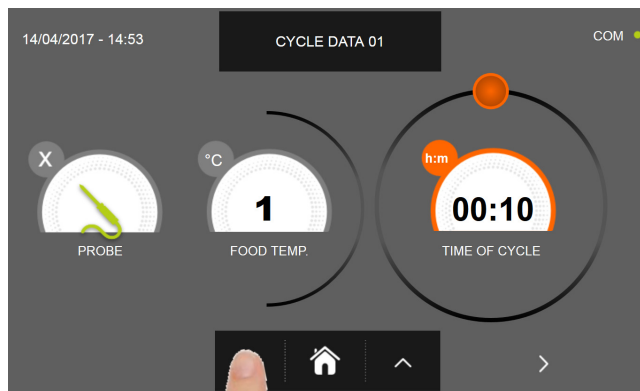 14/04/2017 - 14:53
CYCLE DATA 01
COM
X
°C
h:m
1
00:10
PROBE
FOOD TEMP.
TIME OF CYCLE